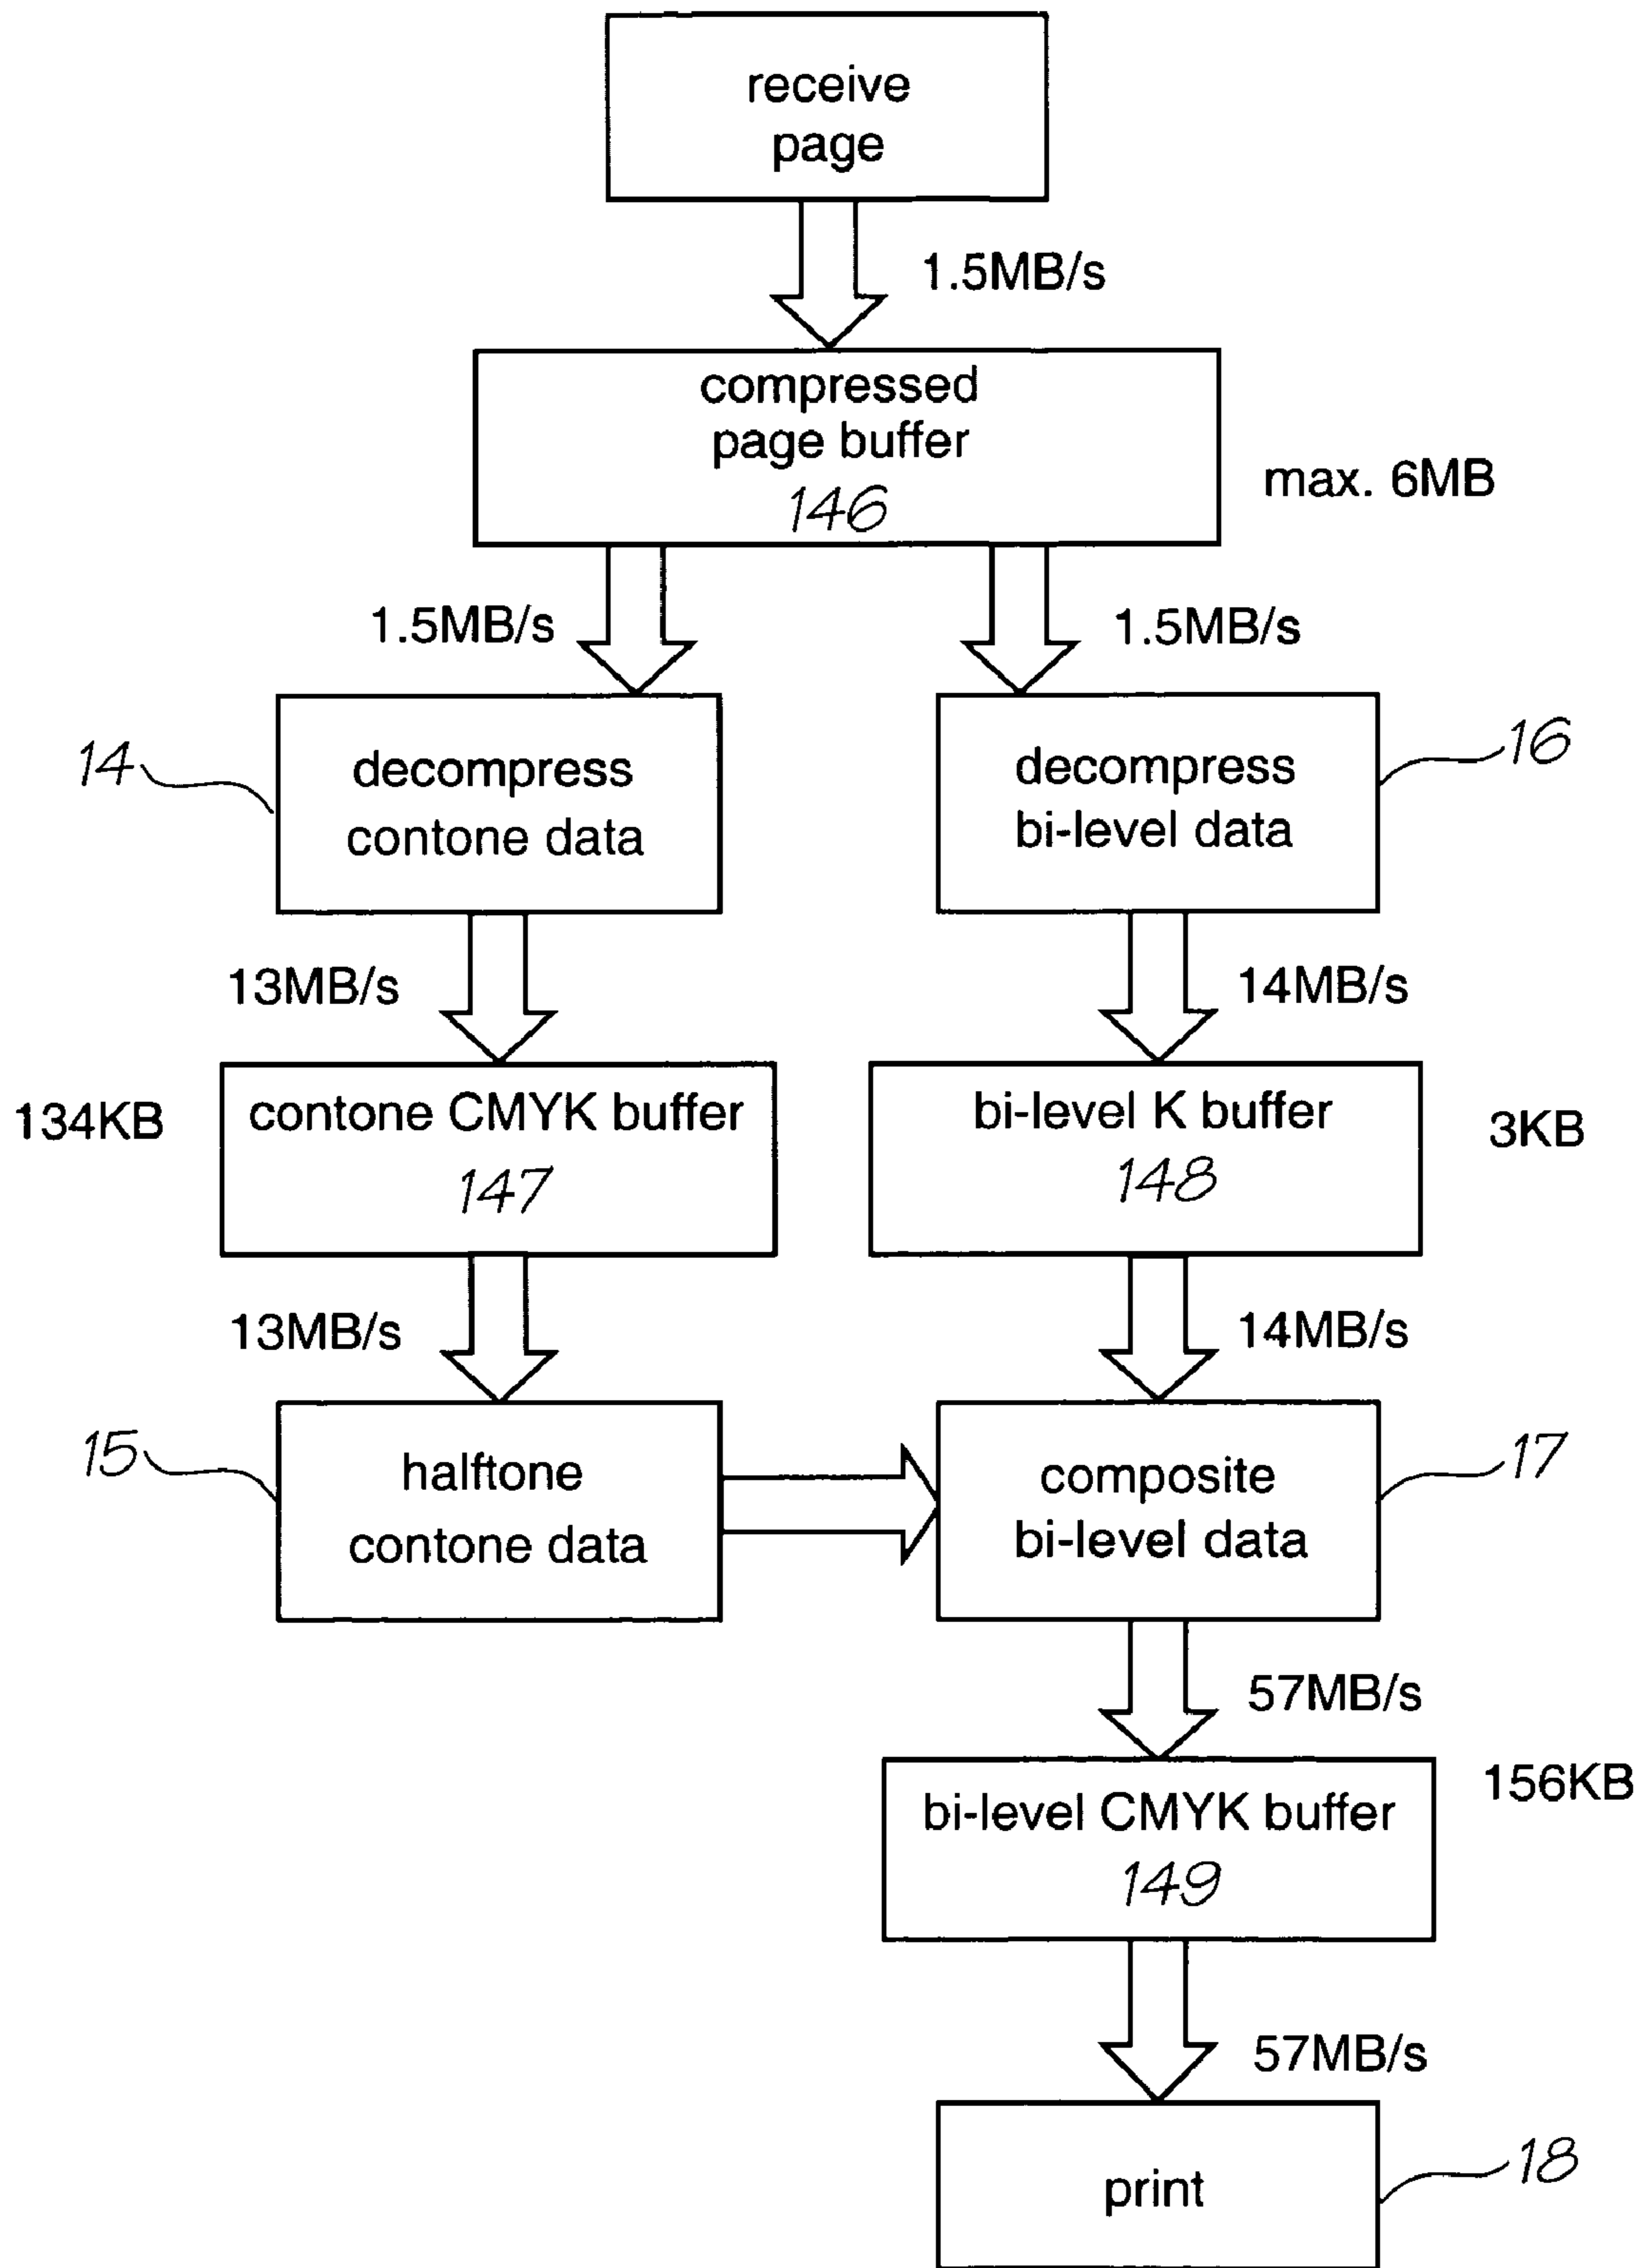 receive
page
1.5MB/s
compressed
page buffer
146
max. 6MB
1.5MB/s
1.5MB/s
14
decompress
contone data
decompress
bi-level data
16
13MB/s
14MB/s
134KB
contone CMYK buffer
147
bi-level K buffer
148
3KB
13MB/s
14MB/s
15
halftone
contone data
composite
bi-level data
17
57MB/s
bi-level CMYK buffer
149
156KB
57MB/s
print
18